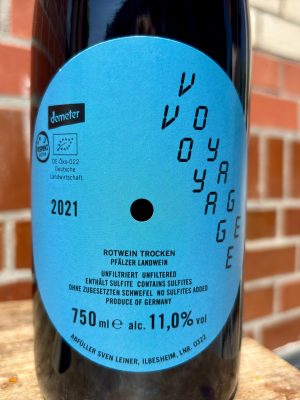 VOYAGE
VOYAGE
demeter
DE-Öko-022
Deutsche
Landwirtschaft
2021
ROTWEIN TROCKEN
PFÄLZER LANDWEIN
UNFILTRIERT UNFILTERED
ENTHÄLT SULFITE CONTAINS SULFITES
OHNE ZUGESETZTEN SCHWEFEL NO SULFITES ADDED
PRODUCE OF GERMANY
750 ml e alc. 11,0% vol
ABFÜLLER SVEN LEINER, ILBESHEIM, LNR. 0322